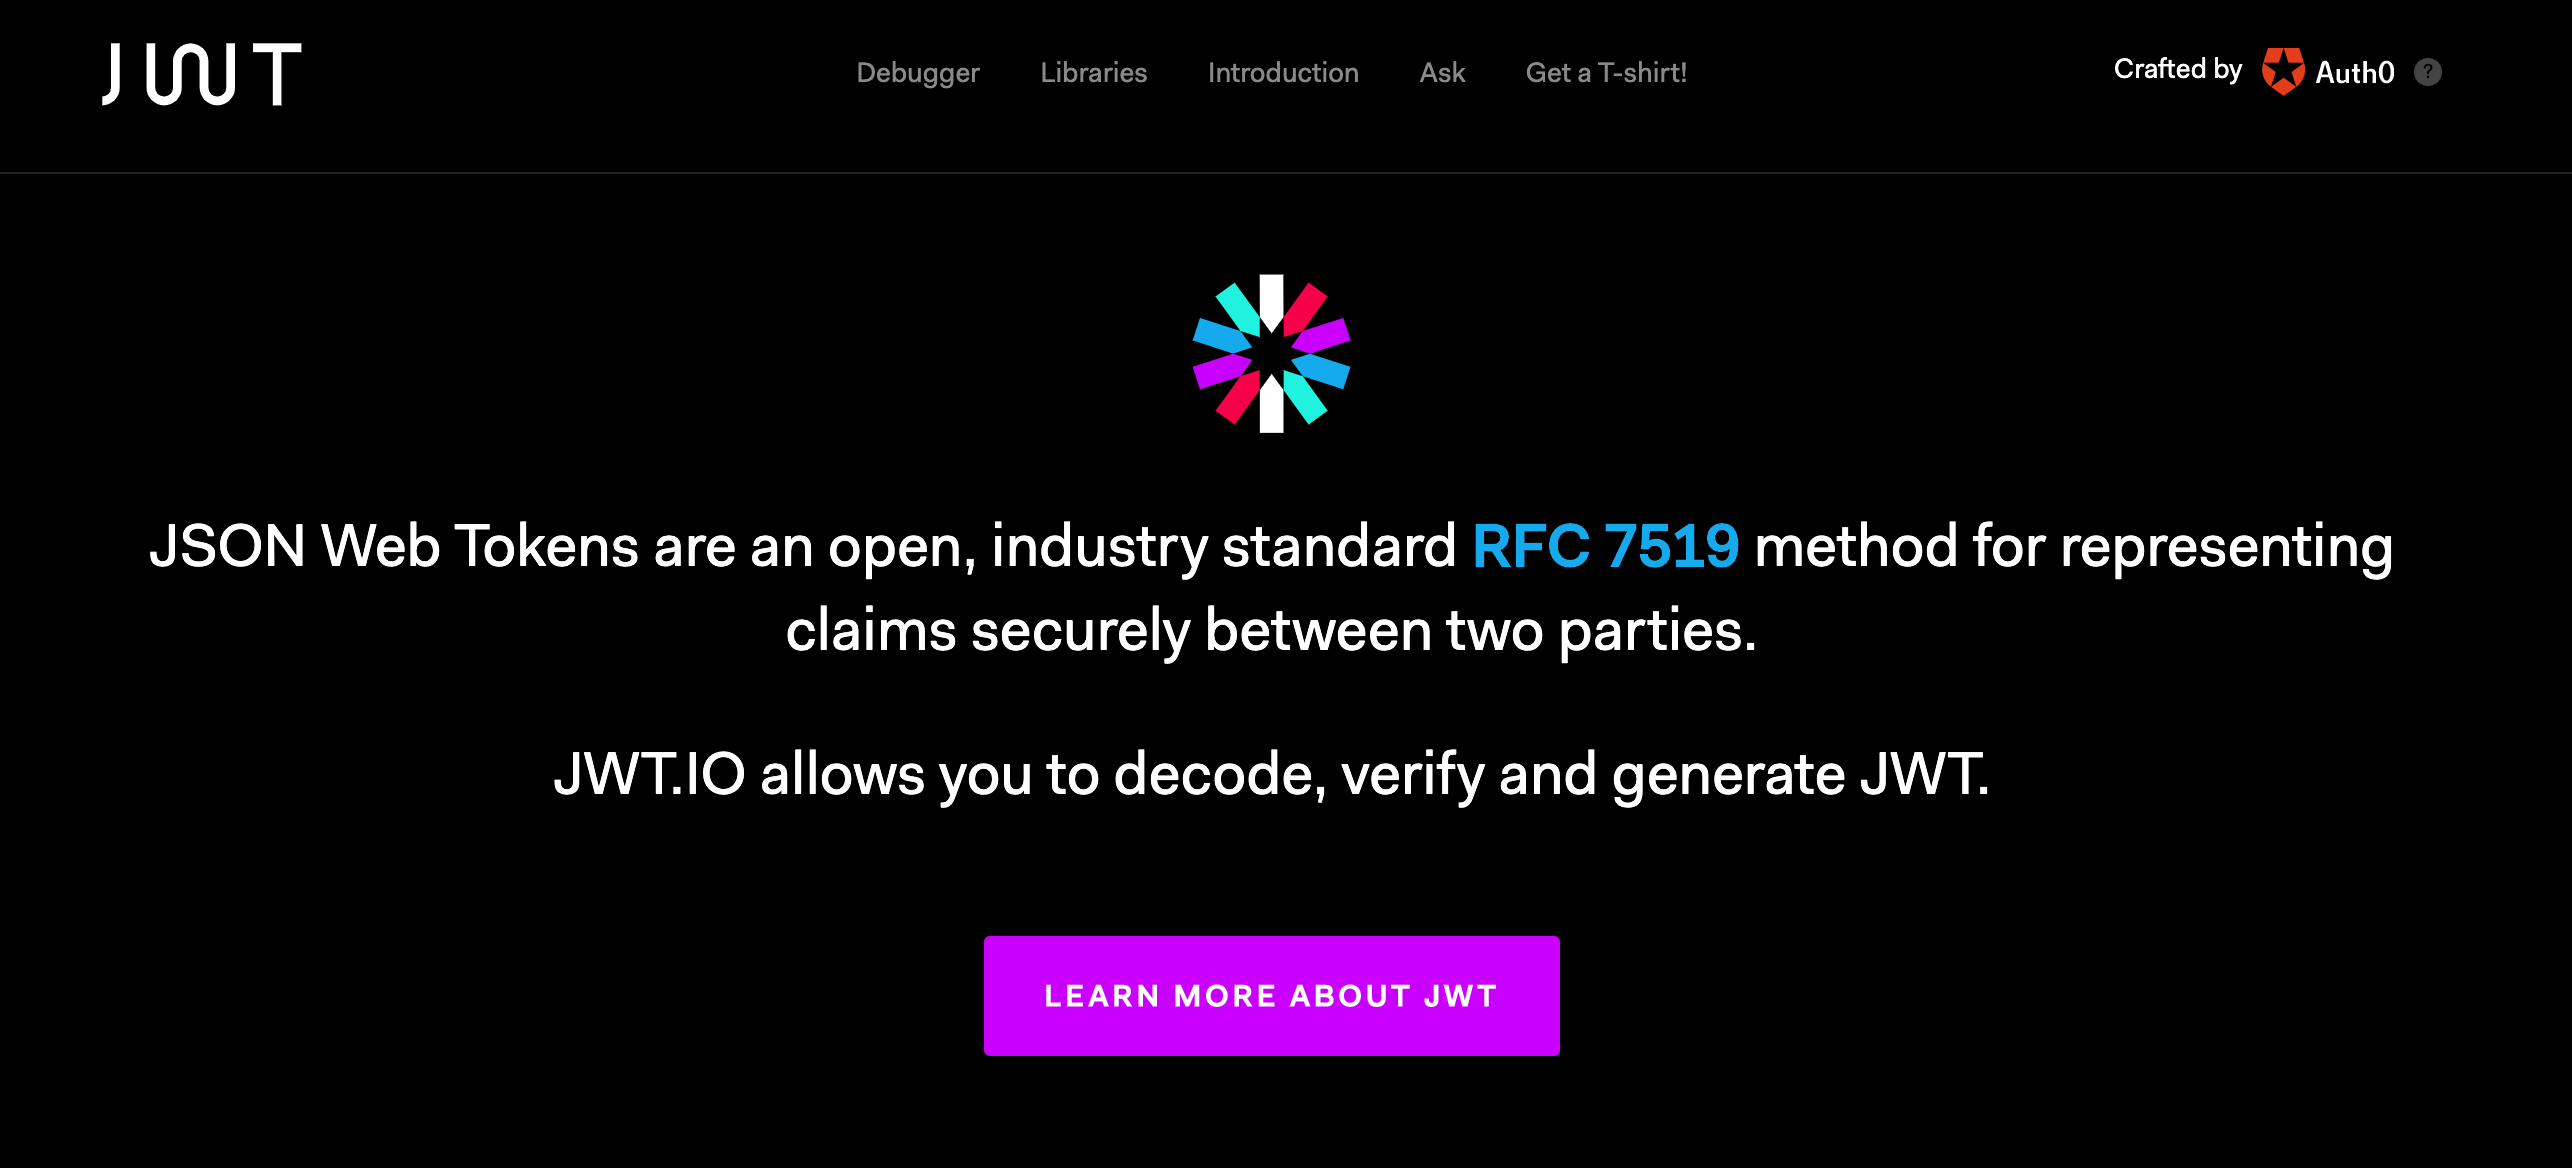 JWT
Debugger Libraries Introduction Ask Get a T-shirt!
Crafted by Auth0 ?
JSON Web Tokens are an open, industry standard RFC 7519 method for representing
claims securely between two parties.
JWT.IO allows you to decode, verify and generate JWT.
LEARN MORE ABOUT JWT